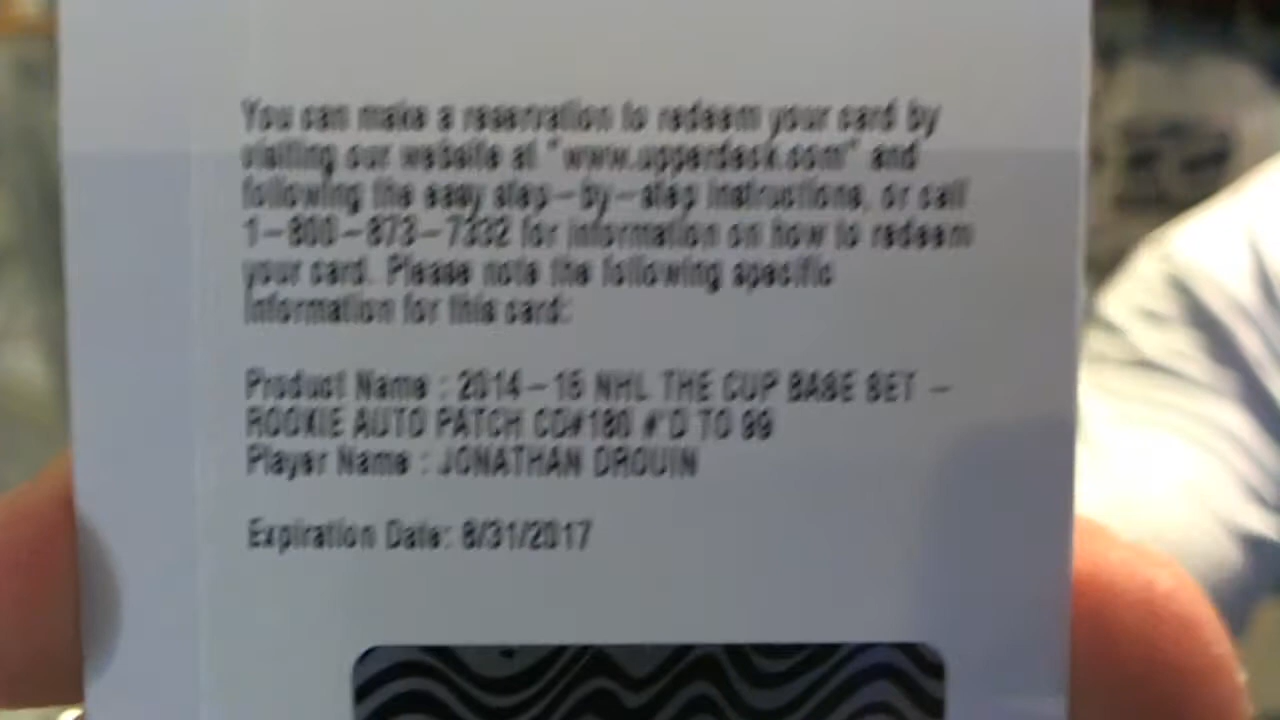 You can make a reservation to redeem your card by
visiting our website at "www.upperdeck.com" and
following the easy step-by-step instructions, or call
1-800-873-7332 for information on how to redeem
your card. Please note the following specific
information for this card:
Product Name : 2014-15 NHL THE CUP BASE SET -
ROOKIE AUTO PATCH CD#180 #'D TO 99
Player Name : JONATHAN DROUIN
Expiration Date: 8/31/2017